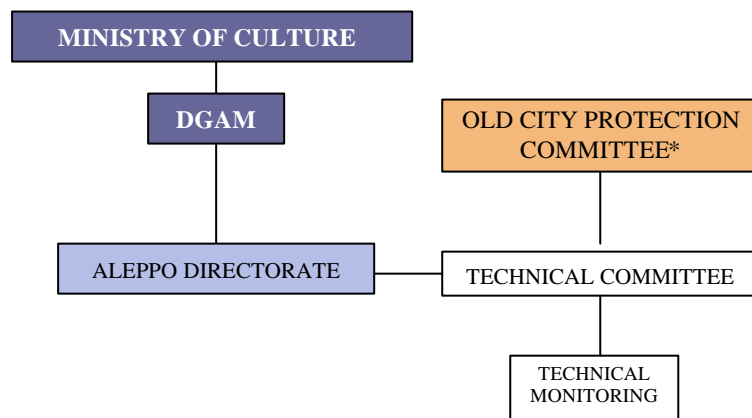 MINISTRY OF CULTURE
DGAM
OLD CITY PROTECTION
COMMITTEE*
ALEPPO DIRECTORATE
TECHNICAL COMMITTEE
TECHNICAL
MONITORING